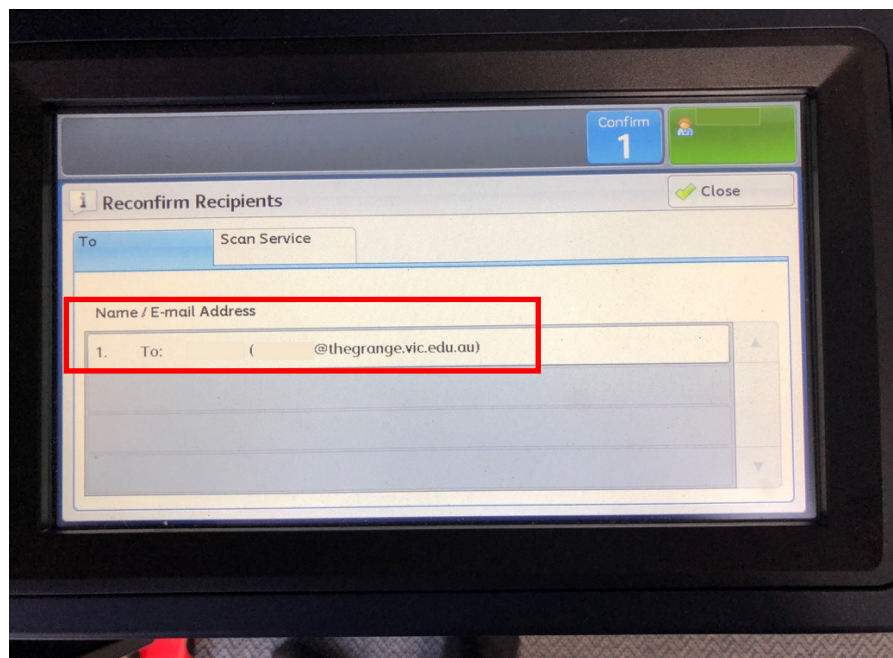 Confirm
1
Reconfirm Recipients
Close
To
Scan Service
Name / E-mail Address
1. To: ( @thegrange.vic.edu.au)